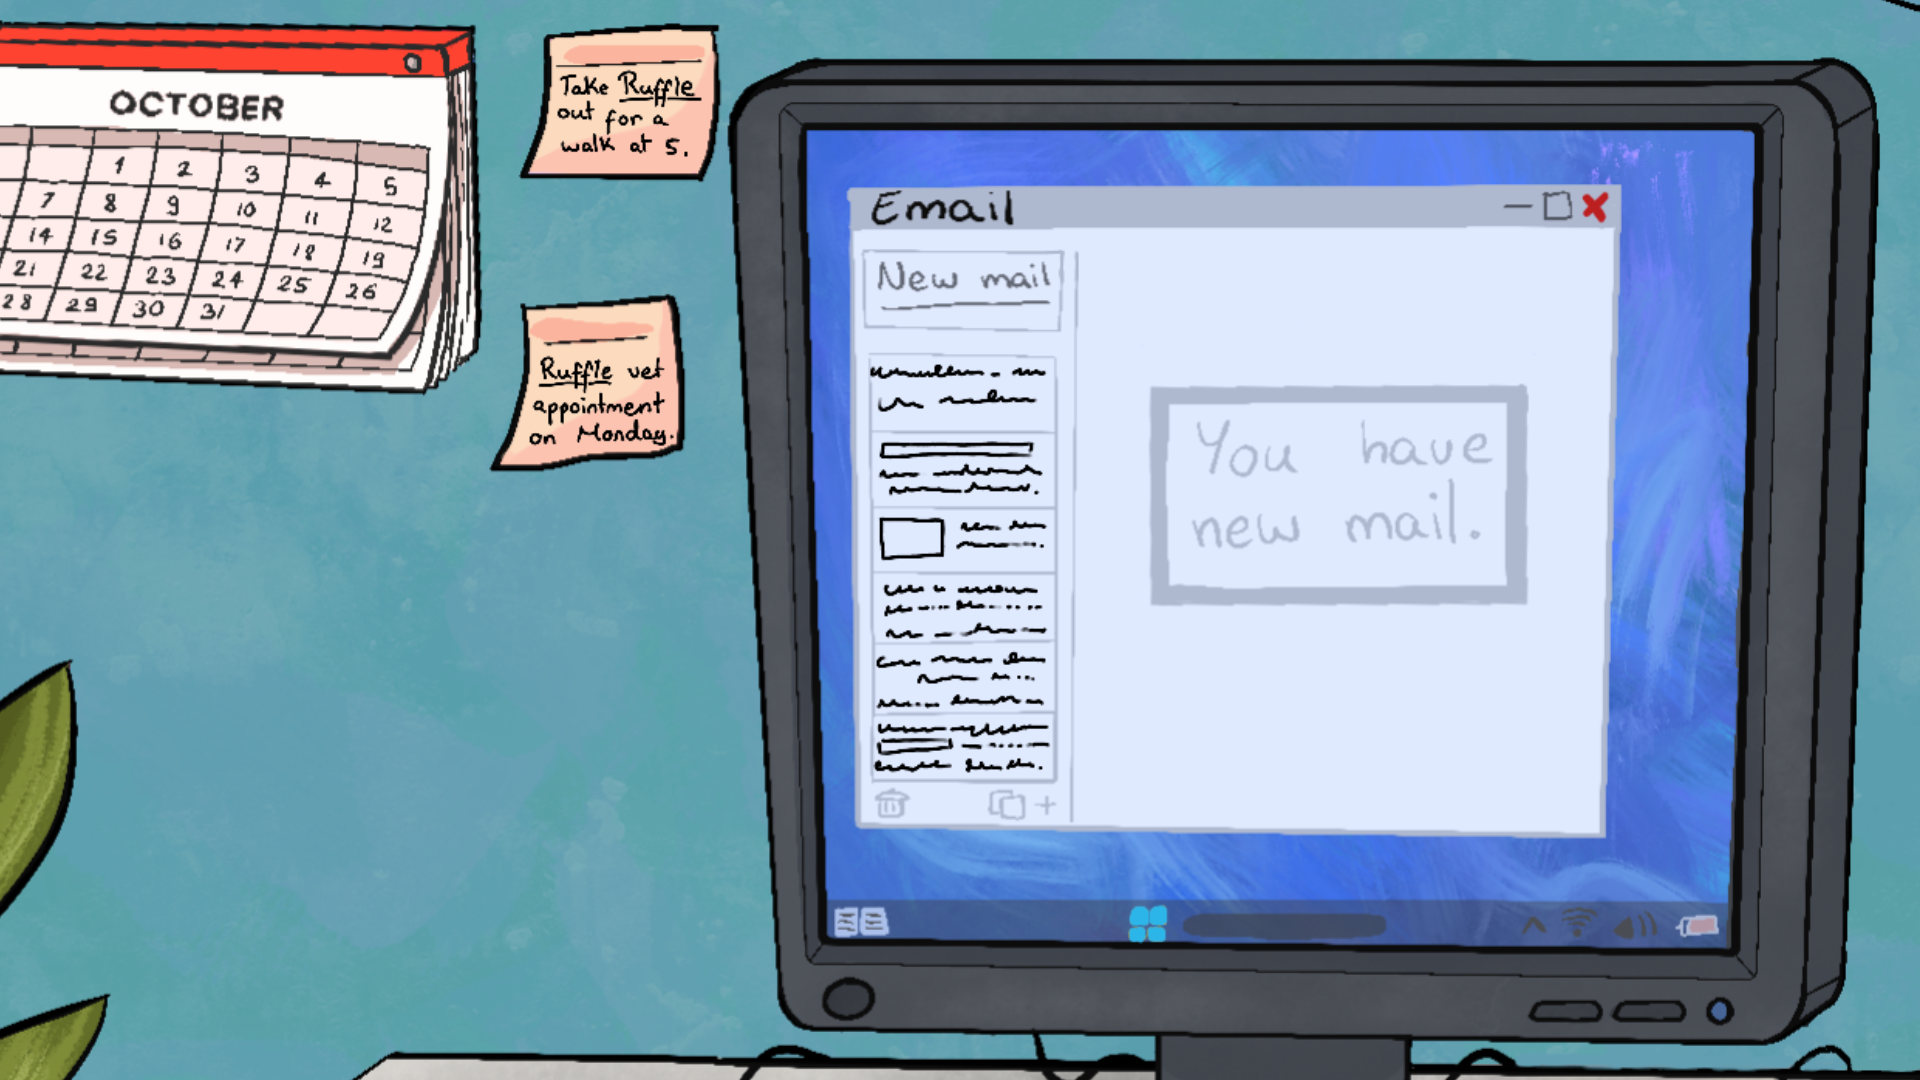 OCTOBER
1 2 3 4 5
7 8 9 10 11 12
14 15 16 17 18 19
21 22 23 24 25 26
28 29 30 31
Take Ruffle
out for a
walk at 5.
Ruffle vet
appointment
on Monday.
Email
New mail
You have
new mail.